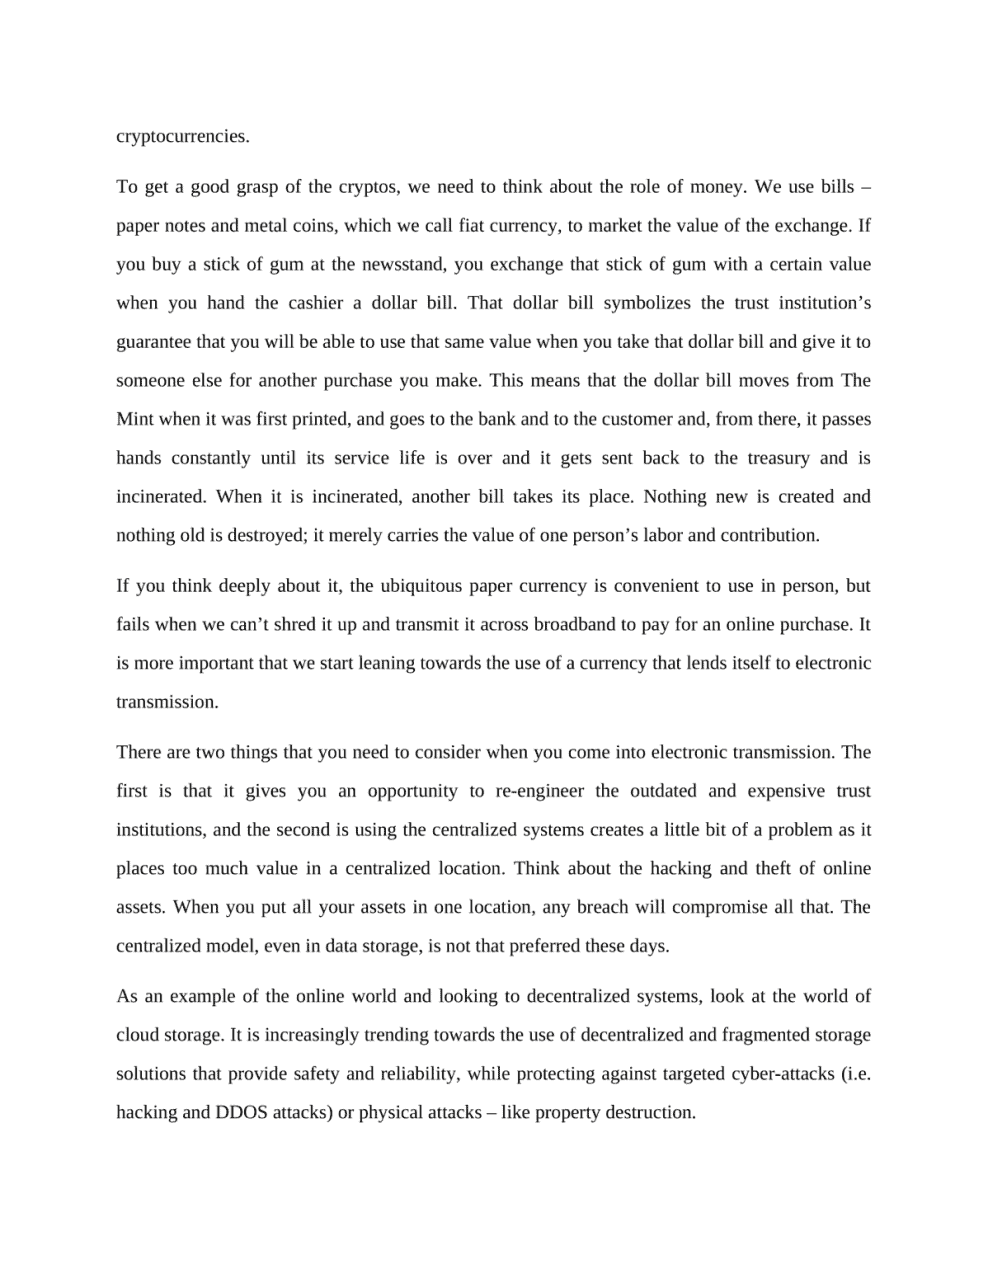 cryptocurrencies.
To get a good grasp of the cryptos, we need to think about the role of money. We use bills –
paper notes and metal coins, which we call fiat currency, to market the value of the exchange. If
you buy a stick of gum at the newsstand, you exchange that stick of gum with a certain value
when you hand the cashier a dollar bill. That dollar bill symbolizes the trust institution’s
guarantee that you will be able to use that same value when you take that dollar bill and give it to
someone else for another purchase you make. This means that the dollar bill moves from The
Mint when it was first printed, and goes to the bank and to the customer and, from there, it passes
hands constantly until its service life is over and it gets sent back to the treasury and is
incinerated. When it is incinerated, another bill takes its place. Nothing new is created and
nothing old is destroyed; it merely carries the value of one person’s labor and contribution.
If you think deeply about it, the ubiquitous paper currency is convenient to use in person, but
fails when we can’t shred it up and transmit it across broadband to pay for an online purchase. It
is more important that we start leaning towards the use of a currency that lends itself to electronic
transmission.
There are two things that you need to consider when you come into electronic transmission. The
first is that it gives you an opportunity to re-engineer the outdated and expensive trust
institutions, and the second is using the centralized systems creates a little bit of a problem as it
places too much value in a centralized location. Think about the hacking and theft of online
assets. When you put all your assets in one location, any breach will compromise all that. The
centralized model, even in data storage, is not that preferred these days.
As an example of the online world and looking to decentralized systems, look at the world of
cloud storage. It is increasingly trending towards the use of decentralized and fragmented storage
solutions that provide safety and reliability, while protecting against targeted cyber-attacks (i.e.
hacking and DDOS attacks) or physical attacks – like property destruction.